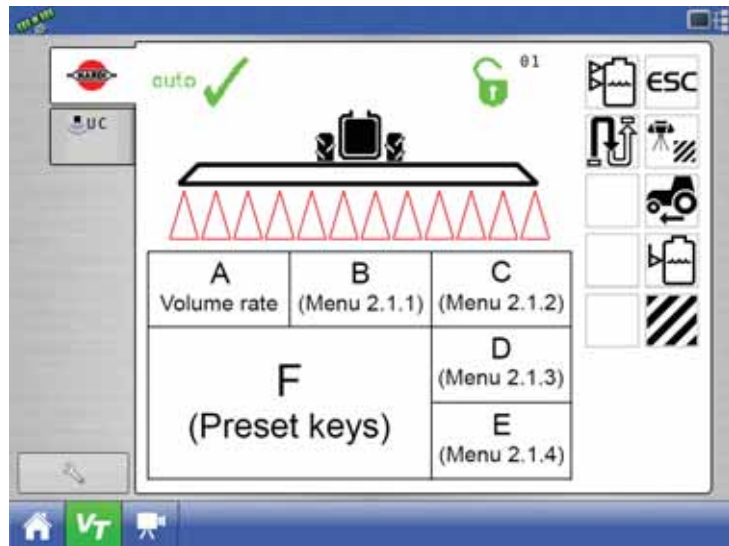 HARDI
auto
01
ESC
UC
A
Volume rate
B
(Menu 2.1.1)
C
(Menu 2.1.2)
D
(Menu 2.1.3)
F
(Preset keys)
E
(Menu 2.1.4)
VT